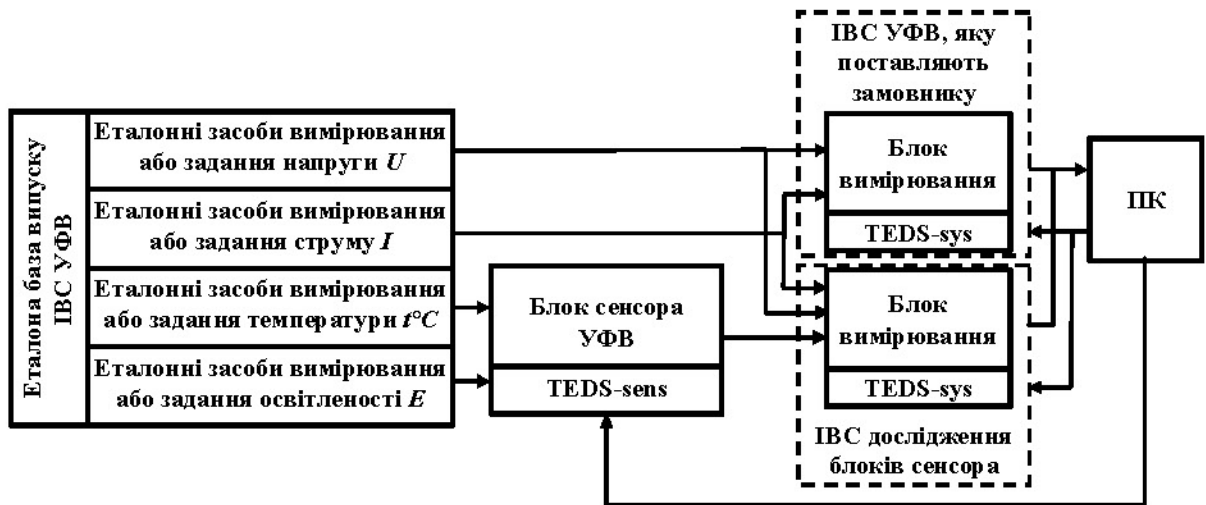 Еталона база випуску
ІВС УФВ
Еталонні засоби вимірювання
або задання напруги U
Еталонні засоби вимірювання
або задання струму I
Еталонні засоби вимірювання
або задання температури t°C
Еталонні засоби вимірювання
або задання освітленості E
Блок сенсора
УФВ
TEDS-sens
ІВС УФВ, яку
поставляють
замовнику
Блок
вимірювання
TEDS-sys
Блок
вимірювання
TEDS-sys
ІВС дослідження
блоків сенсора
ПК